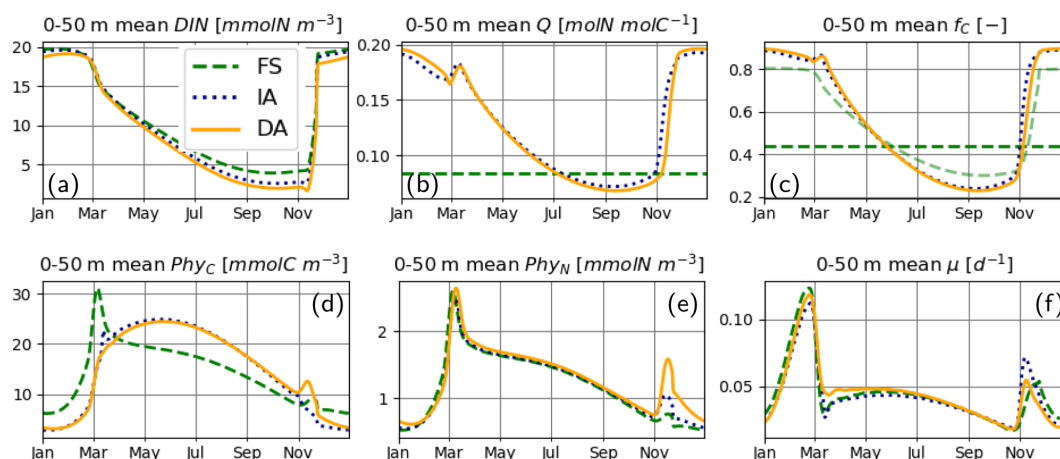 0-50 m mean DIN [mmolN m⁻³]
20
15
10
5
FS
IA
DA
(a)
Jan Mar May Jul Sep Nov
0-50 m mean Q [molN molC⁻¹]
0.20
0.15
0.10
(b)
Jan Mar May Jul Sep Nov
0-50 m mean f_C [−]
0.8
0.6
0.4
0.2
(c)
Jan Mar May Jul Sep Nov
0-50 m mean Phy_C [mmolC m⁻³]
30
20
10
(d)
Jan Mar May Jul Sep Nov
0-50 m mean Phy_N [mmolN m⁻³]
2
1
(e)
Jan Mar May Jul Sep Nov
0-50 m mean μ [d⁻¹]
0.10
0.05
(f)
Jan Mar May Jul Sep Nov